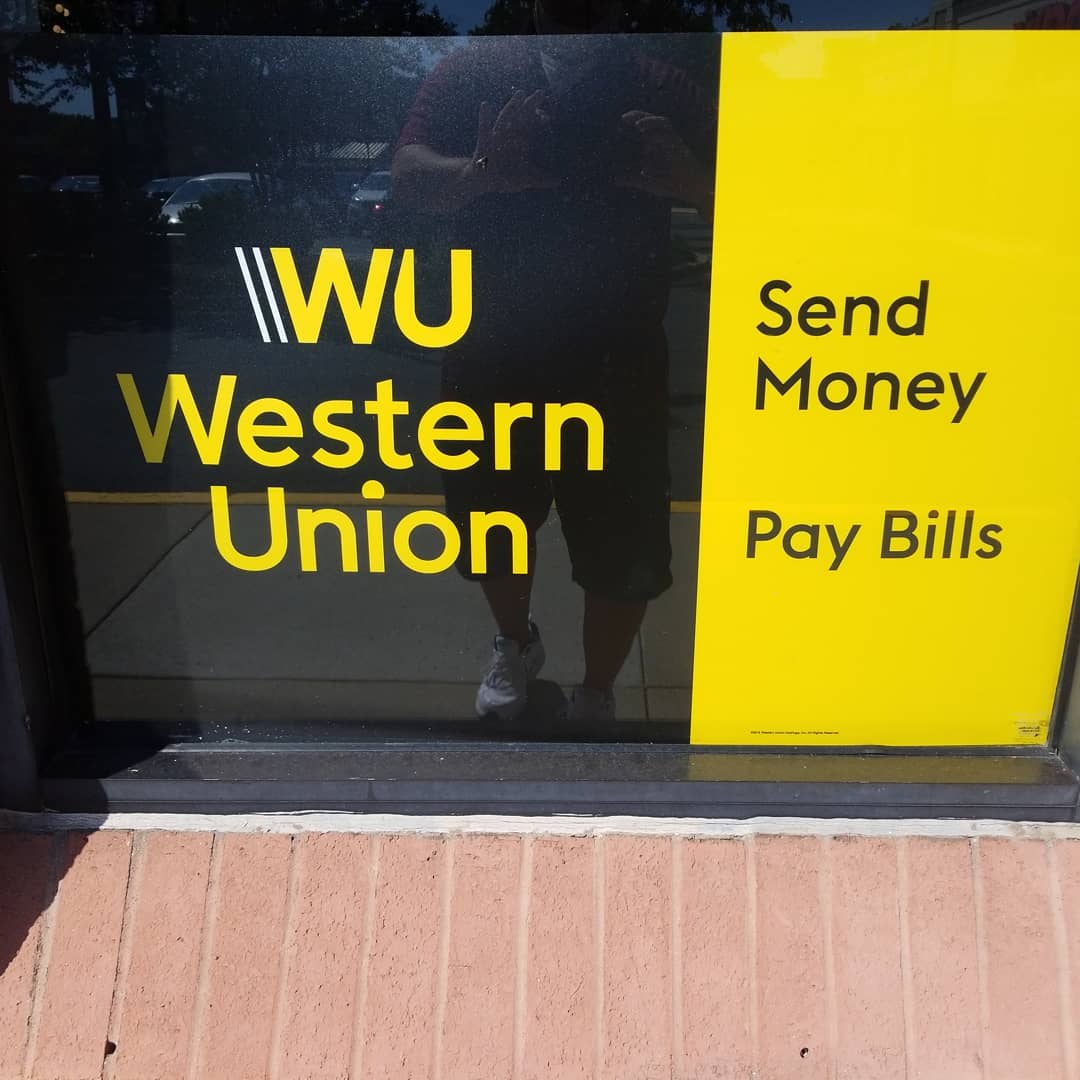 WU
Western
Union
Send
Money
Pay Bills